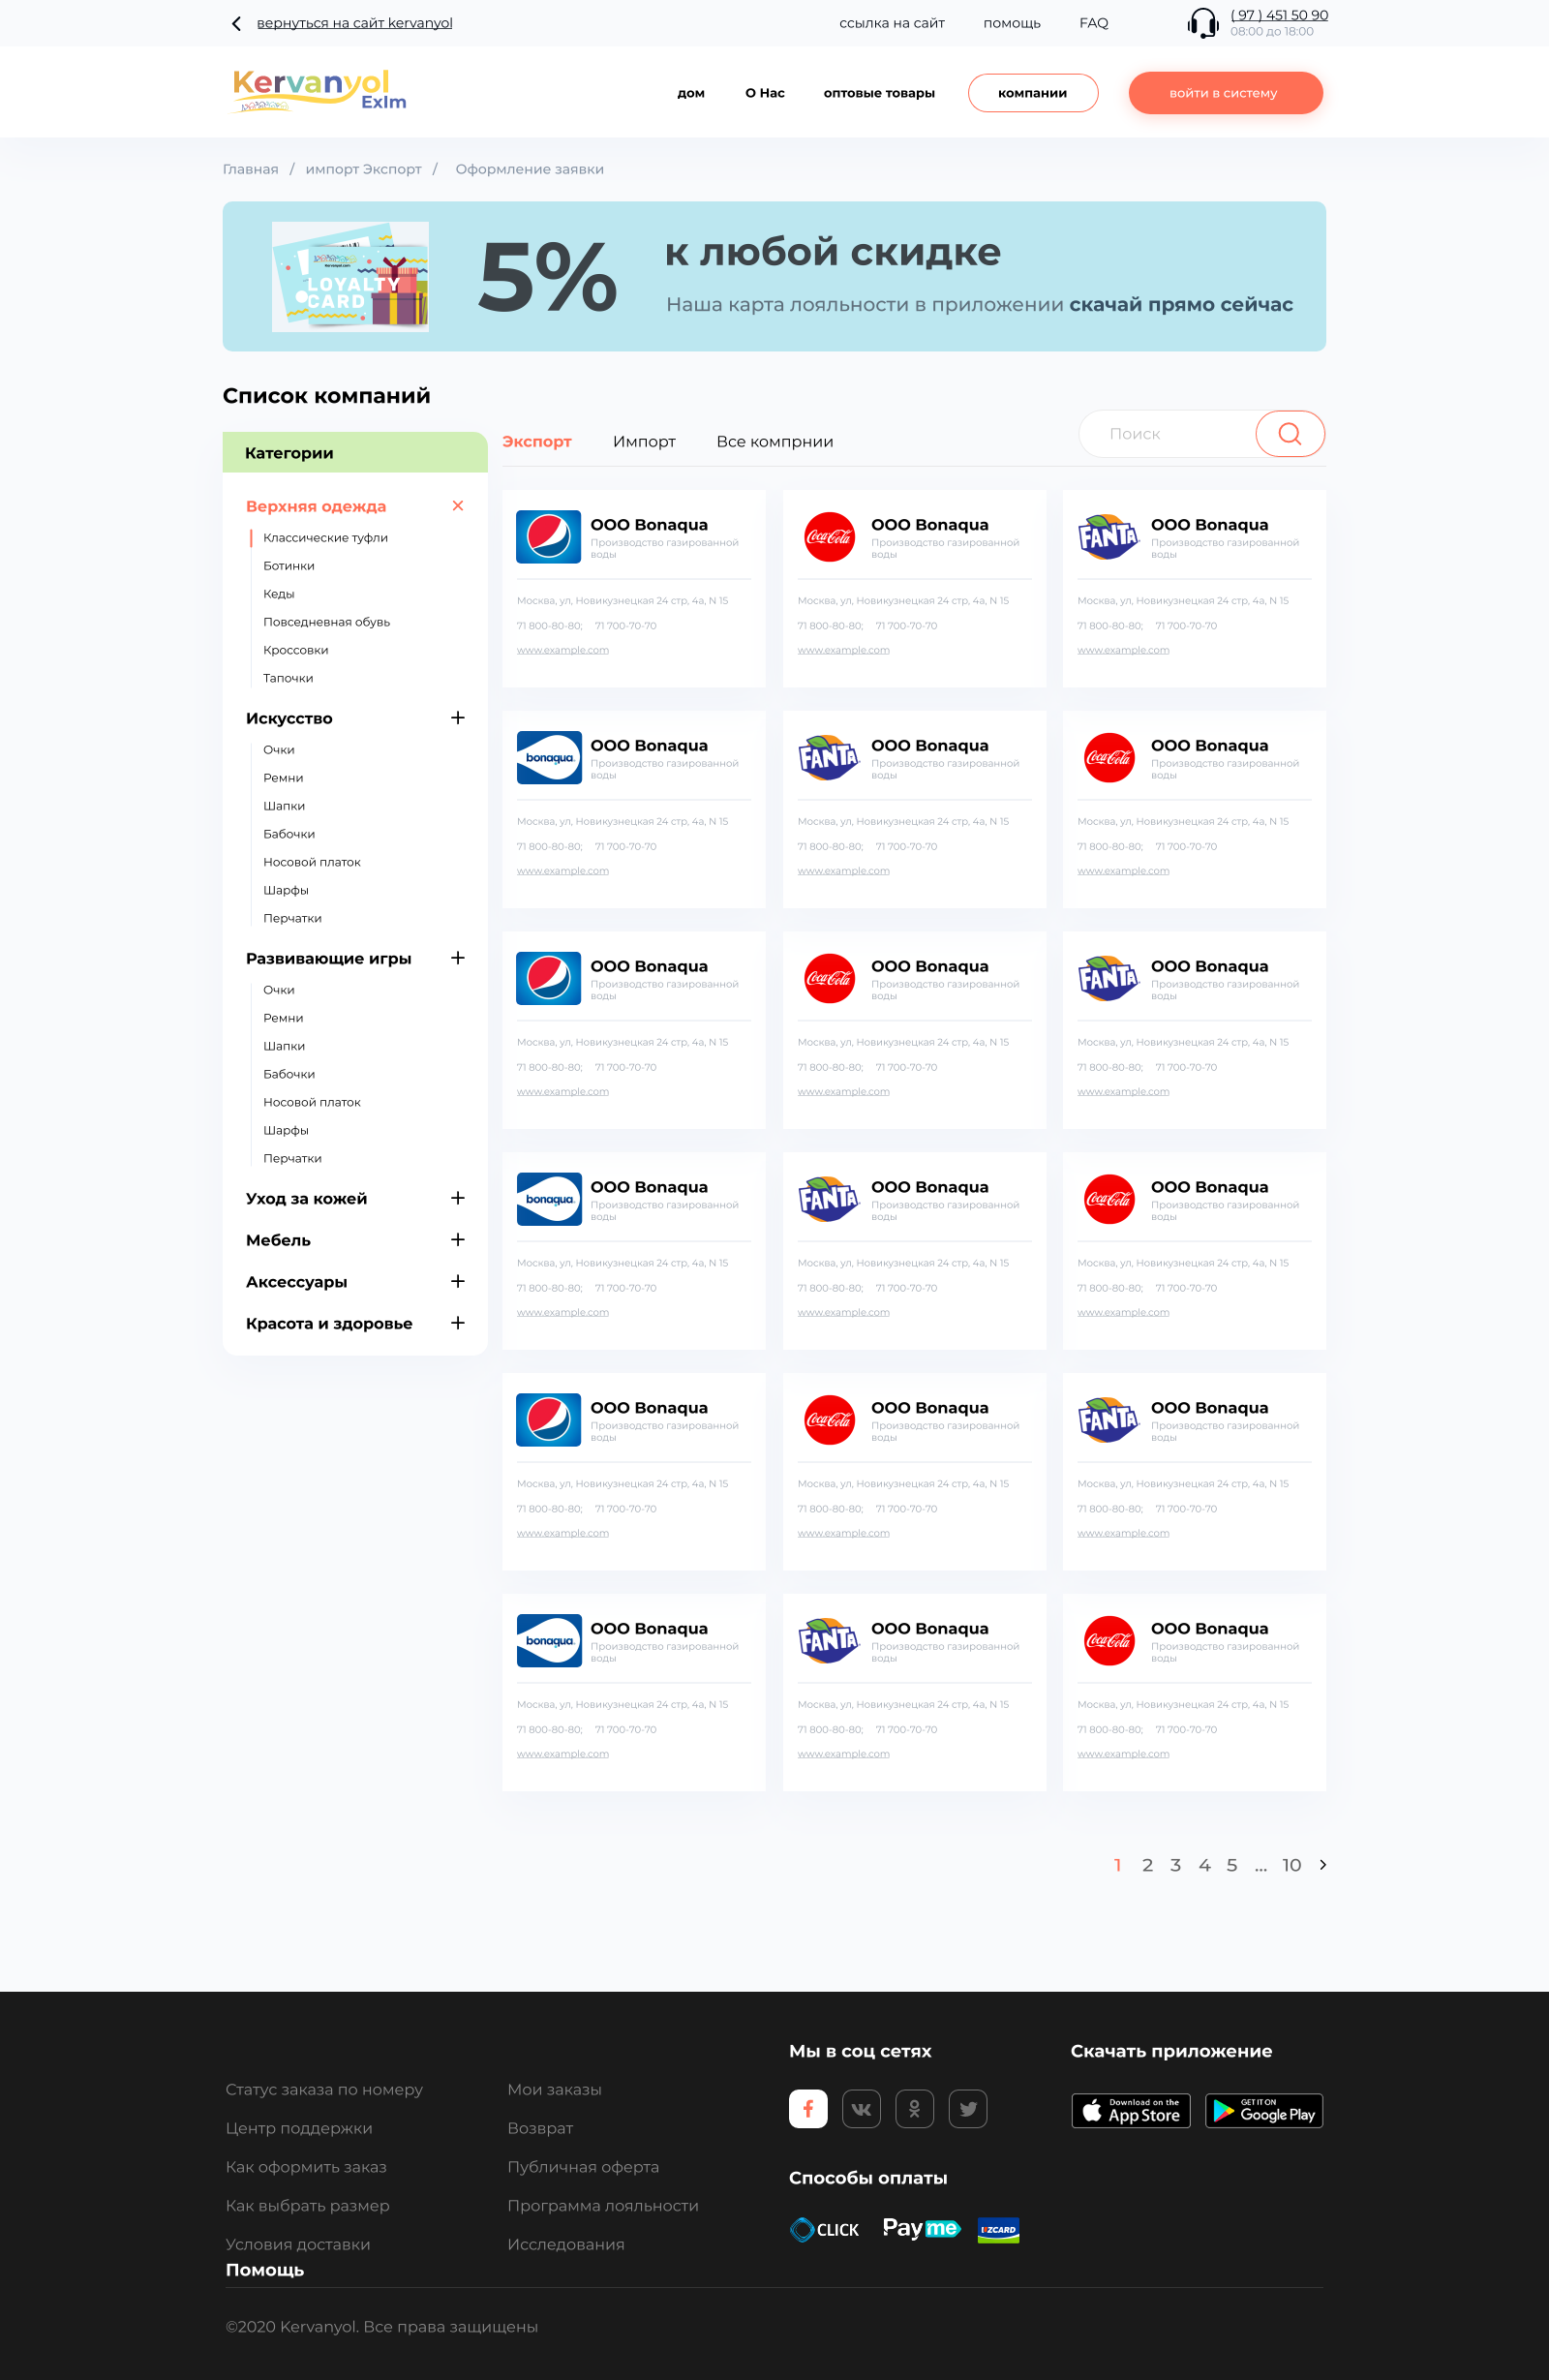 вернуться на сайт kervanyol
ссылка на сайт
помощь
FAQ
( 97 ) 451 50 90
08:00 до 18:00
Kervanyol
ExIm
дом
О Нас
оптовые товары
компании
войти в систему
Главная / импорт Экспорт / Оформление заявки
LOYALTY
CARD
5%
к любой скидке
Наша карта лояльности в приложении скачай прямо сейчас
Список компаний
Категории
Верхняя одежда
Классические туфли
Ботинки
Кеды
Повседневная обувь
Кроссовки
Тапочки
Искусство
Очки
Ремни
Шапки
Бабочки
Носовой платок
Шарфы
Перчатки
Развивающие игры
Очки
Ремни
Шапки
Бабочки
Носовой платок
Шарфы
Перчатки
Уход за кожей
Мебель
Аксессуары
Красота и здоровье
Экспорт
Импорт
Все компрнии
Поиск
ООО Bonaqua
Производство газированной
воды
Москва, ул, Новикузнецкая 24 стр, 4а, N 15
71 800-80-80; 71 700-70-70
www.example.com
Coca-Cola
ООО Bonaqua
Производство газированной
воды
Москва, ул, Новикузнецкая 24 стр, 4а, N 15
71 800-80-80; 71 700-70-70
www.example.com
FANTA
ООО Bonaqua
Производство газированной
воды
Москва, ул, Новикузнецкая 24 стр, 4а, N 15
71 800-80-80; 71 700-70-70
www.example.com
bonaqua
ООО Bonaqua
Производство газированной
воды
Москва, ул, Новикузнецкая 24 стр, 4а, N 15
71 800-80-80; 71 700-70-70
www.example.com
FANTA
ООО Bonaqua
Производство газированной
воды
Москва, ул, Новикузнецкая 24 стр, 4а, N 15
71 800-80-80; 71 700-70-70
www.example.com
Coca-Cola
ООО Bonaqua
Производство газированной
воды
Москва, ул, Новикузнецкая 24 стр, 4а, N 15
71 800-80-80; 71 700-70-70
www.example.com
ООО Bonaqua
Производство газированной
воды
Москва, ул, Новикузнецкая 24 стр, 4а, N 15
71 800-80-80; 71 700-70-70
www.example.com
Coca-Cola
ООО Bonaqua
Производство газированной
воды
Москва, ул, Новикузнецкая 24 стр, 4а, N 15
71 800-80-80; 71 700-70-70
www.example.com
FANTA
ООО Bonaqua
Производство газированной
воды
Москва, ул, Новикузнецкая 24 стр, 4а, N 15
71 800-80-80; 71 700-70-70
www.example.com
bonaqua
ООО Bonaqua
Производство газированной
воды
Москва, ул, Новикузнецкая 24 стр, 4а, N 15
71 800-80-80; 71 700-70-70
www.example.com
FANTA
ООО Bonaqua
Производство газированной
воды
Москва, ул, Новикузнецкая 24 стр, 4а, N 15
71 800-80-80; 71 700-70-70
www.example.com
Coca-Cola
ООО Bonaqua
Производство газированной
воды
Москва, ул, Новикузнецкая 24 стр, 4а, N 15
71 800-80-80; 71 700-70-70
www.example.com
ООО Bonaqua
Производство газированной
воды
Москва, ул, Новикузнецкая 24 стр, 4а, N 15
71 800-80-80; 71 700-70-70
www.example.com
Coca-Cola
ООО Bonaqua
Производство газированной
воды
Москва, ул, Новикузнецкая 24 стр, 4а, N 15
71 800-80-80; 71 700-70-70
www.example.com
FANTA
ООО Bonaqua
Производство газированной
воды
Москва, ул, Новикузнецкая 24 стр, 4а, N 15
71 800-80-80; 71 700-70-70
www.example.com
bonaqua
ООО Bonaqua
Производство газированной
воды
Москва, ул, Новикузнецкая 24 стр, 4а, N 15
71 800-80-80; 71 700-70-70
www.example.com
FANTA
ООО Bonaqua
Производство газированной
воды
Москва, ул, Новикузнецкая 24 стр, 4а, N 15
71 800-80-80; 71 700-70-70
www.example.com
Coca-Cola
ООО Bonaqua
Производство газированной
воды
Москва, ул, Новикузнецкая 24 стр, 4а, N 15
71 800-80-80; 71 700-70-70
www.example.com
1 2 3 4 5 ... 10
Статус заказа по номеру
Центр поддержки
Как оформить заказ
Как выбрать размер
Условия доставки
Помощь
Мои заказы
Возврат
Публичная оферта
Программа лояльности
Исследования
Мы в соц сетях
Способы оплаты
CLICK
Payme
UZCARD
Скачать приложение
Download on the
App Store
GET IT ON
Google Play
©2020 Kervanyol. Все права защищены